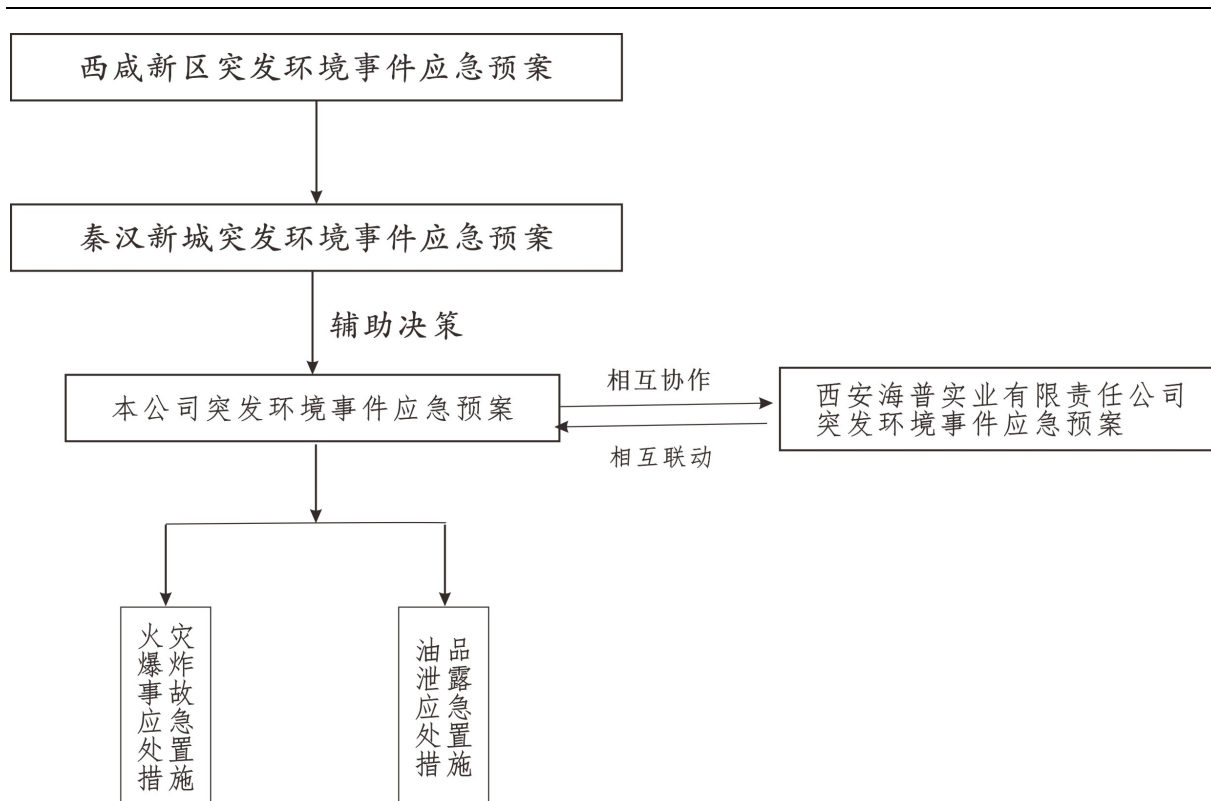 西咸新区突发环境事件应急预案
秦汉新城突发环境事件应急预案
辅助决策
本公司突发环境事件应急预案
相互协作
相互联动
西安海普实业有限责任公司
突发环境事件应急预案
火灾
爆炸
事故
应急
处置
措施
油品
泄露
应急
处置
措施